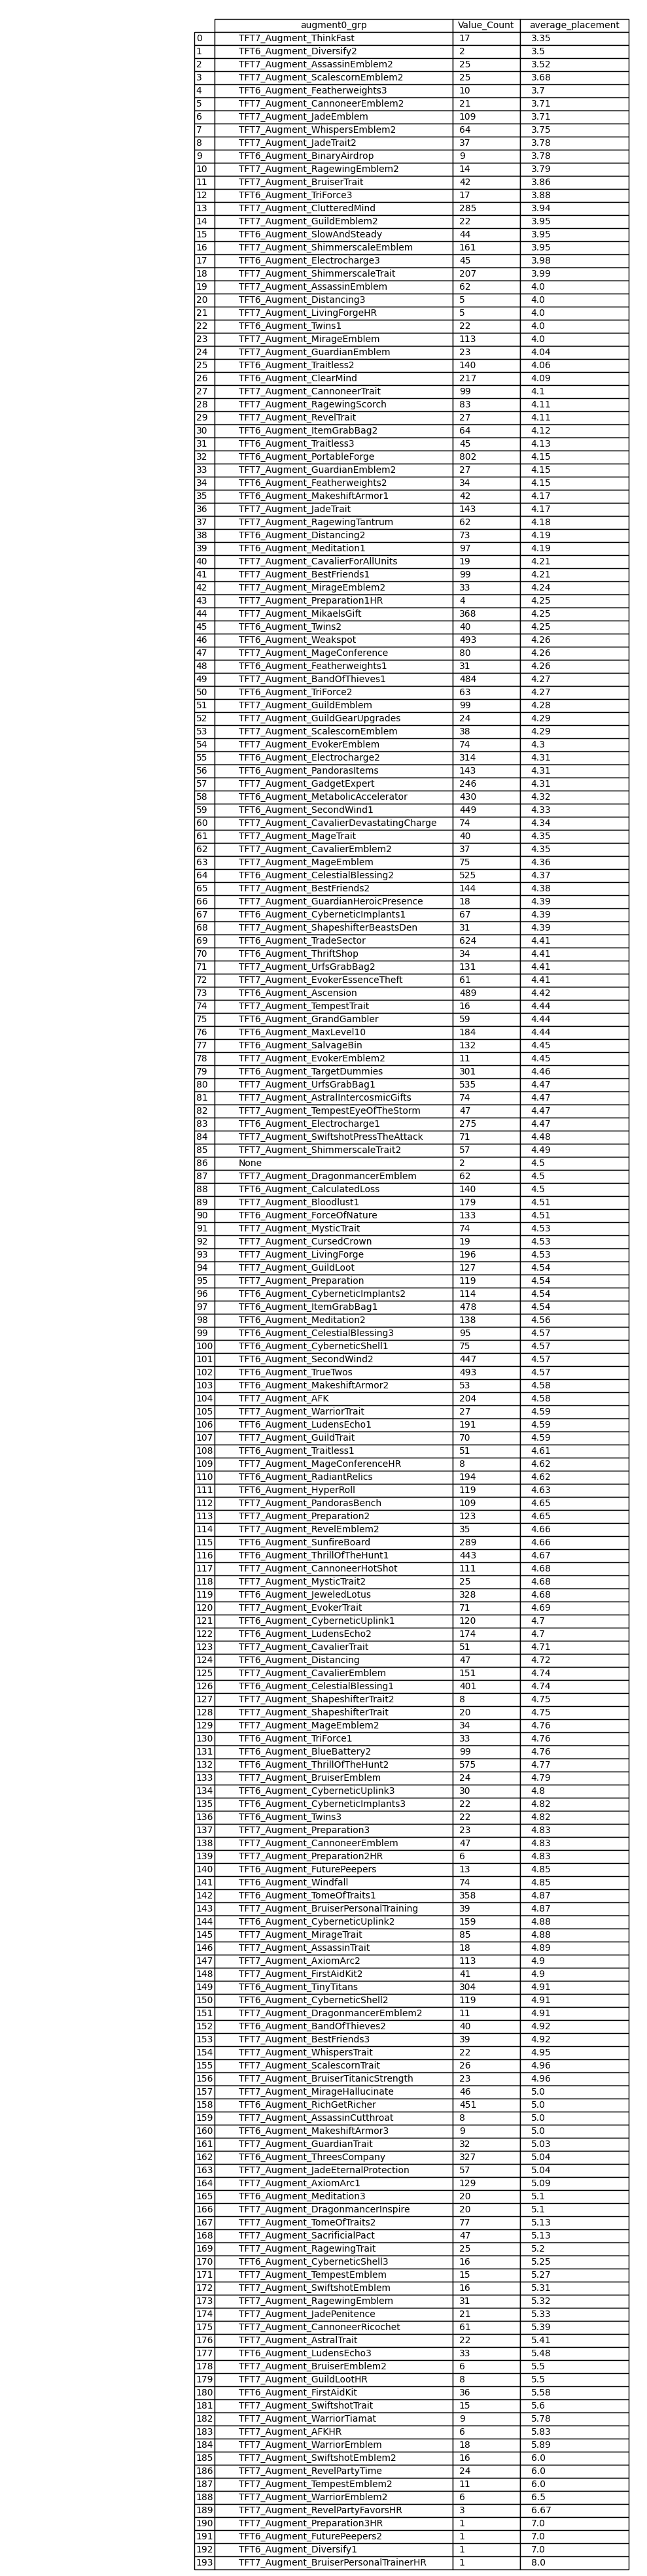 augment0_grp Value_Count average_placement
0 TFT7_Augment_ThinkFast 17 3.35
1 TFT6_Augment_Diversify2 2 3.5
2 TFT7_Augment_AssassinEmblem2 25 3.52
3 TFT7_Augment_ScalescornEmblem2 25 3.68
4 TFT6_Augment_Featherweights3 10 3.7
5 TFT7_Augment_CannoneerEmblem2 21 3.71
6 TFT7_Augment_JadeEmblem 109 3.71
7 TFT7_Augment_WhispersEmblem2 64 3.75
8 TFT7_Augment_JadeTrait2 37 3.78
9 TFT6_Augment_BinaryAirdrop 9 3.78
10 TFT7_Augment_RagewingEmblem2 14 3.79
11 TFT7_Augment_BruiserTrait 42 3.86
12 TFT6_Augment_TriForce3 17 3.88
13 TFT7_Augment_ClutteredMind 285 3.94
14 TFT7_Augment_GuildEmblem2 22 3.95
15 TFT6_Augment_SlowAndSteady 44 3.95
16 TFT7_Augment_ShimmerscaleEmblem 161 3.95
17 TFT6_Augment_Electrocharge3 45 3.98
18 TFT7_Augment_ShimmerscaleTrait 207 3.99
19 TFT7_Augment_AssassinEmblem 62 4.0
20 TFT6_Augment_Distancing3 5 4.0
21 TFT7_Augment_LivingForgeHR 5 4.0
22 TFT6_Augment_Twins1 22 4.0
23 TFT7_Augment_MirageEmblem 113 4.0
24 TFT7_Augment_GuardianEmblem 23 4.04
25 TFT6_Augment_Traitless2 140 4.06
26 TFT6_Augment_ClearMind 217 4.09
27 TFT7_Augment_CannoneerTrait 99 4.1
28 TFT7_Augment_RagewingScorch 83 4.11
29 TFT7_Augment_RevelTrait 27 4.11
30 TFT6_Augment_ItemGrabBag2 64 4.12
31 TFT6_Augment_Traitless3 45 4.13
32 TFT6_Augment_PortableForge 802 4.15
33 TFT7_Augment_GuardianEmblem2 27 4.15
34 TFT6_Augment_Featherweights2 34 4.15
35 TFT6_Augment_MakeshiftArmor1 42 4.17
36 TFT7_Augment_JadeTrait 143 4.17
37 TFT7_Augment_RagewingTantrum 62 4.18
38 TFT6_Augment_Distancing2 73 4.19
39 TFT6_Augment_Meditation1 97 4.19
40 TFT7_Augment_CavalierForAllUnits 19 4.21
41 TFT7_Augment_BestFriends1 99 4.21
42 TFT7_Augment_MirageEmblem2 33 4.24
43 TFT7_Augment_Preparation1HR 4 4.25
44 TFT7_Augment_MikaelsGift 368 4.25
45 TFT6_Augment_Twins2 40 4.25
46 TFT6_Augment_Weakspot 493 4.26
47 TFT7_Augment_MageConference 80 4.26
48 TFT6_Augment_Featherweights1 31 4.26
49 TFT7_Augment_BandOfThieves1 484 4.27
50 TFT6_Augment_TriForce2 63 4.27
51 TFT7_Augment_GuildEmblem 99 4.28
52 TFT7_Augment_GuildGearUpgrades 24 4.29
53 TFT7_Augment_ScalescornEmblem 38 4.29
54 TFT7_Augment_EvokerEmblem 74 4.3
55 TFT6_Augment_Electrocharge2 314 4.31
56 TFT6_Augment_PandorasItems 143 4.31
57 TFT7_Augment_GadgetExpert 246 4.31
58 TFT6_Augment_MetabolicAccelerator 430 4.32
59 TFT6_Augment_SecondWind1 449 4.33
60 TFT7_Augment_CavalierDevastatingCharge 74 4.34
61 TFT7_Augment_MageTrait 40 4.35
62 TFT7_Augment_CavalierEmblem2 37 4.35
63 TFT7_Augment_MageEmblem 75 4.36
64 TFT6_Augment_CelestialBlessing2 525 4.37
65 TFT7_Augment_BestFriends2 144 4.38
66 TFT7_Augment_GuardianHeroicPresence 18 4.39
67 TFT6_Augment_CyberneticImplants1 67 4.39
68 TFT7_Augment_ShapeshifterBeastsDen 31 4.39
69 TFT6_Augment_TradeSector 624 4.41
70 TFT6_Augment_ThriftShop 34 4.41
71 TFT7_Augment_UrfsGrabBag2 131 4.41
72 TFT7_Augment_EvokerEssenceTheft 61 4.41
73 TFT6_Augment_Ascension 489 4.42
74 TFT7_Augment_TempestTrait 16 4.44
75 TFT6_Augment_GrandGambler 59 4.44
76 TFT6_Augment_MaxLevel10 184 4.44
77 TFT6_Augment_SalvageBin 132 4.45
78 TFT7_Augment_EvokerEmblem2 11 4.45
79 TFT6_Augment_TargetDummies 301 4.46
80 TFT7_Augment_UrfsGrabBag1 535 4.47
81 TFT7_Augment_AstralIntercosmicGifts 74 4.47
82 TFT7_Augment_TempestEyeOfTheStorm 47 4.47
83 TFT6_Augment_Electrocharge1 275 4.47
84 TFT7_Augment_SwiftshotPressTheAttack 71 4.48
85 TFT7_Augment_ShimmerscaleTrait2 57 4.49
86 None 2 4.5
87 TFT7_Augment_DragonmancerEmblem 62 4.5
88 TFT6_Augment_CalculatedLoss 140 4.5
89 TFT7_Augment_Bloodlust1 179 4.51
90 TFT6_Augment_ForceOfNature 133 4.51
91 TFT7_Augment_MysticTrait 74 4.53
92 TFT7_Augment_CursedCrown 19 4.53
93 TFT7_Augment_LivingForge 196 4.53
94 TFT7_Augment_GuildLoot 127 4.54
95 TFT7_Augment_Preparation 119 4.54
96 TFT6_Augment_CyberneticImplants2 114 4.54
97 TFT6_Augment_ItemGrabBag1 478 4.54
98 TFT6_Augment_Meditation2 138 4.56
99 TFT6_Augment_CelestialBlessing3 95 4.57
100 TFT6_Augment_CyberneticShell1 75 4.57
101 TFT6_Augment_SecondWind2 447 4.57
102 TFT6_Augment_TrueTwos 493 4.57
103 TFT6_Augment_MakeshiftArmor2 53 4.58
104 TFT7_Augment_AFK 204 4.58
105 TFT7_Augment_WarriorTrait 27 4.59
106 TFT6_Augment_LudensEcho1 191 4.59
107 TFT7_Augment_GuildTrait 70 4.59
108 TFT6_Augment_Traitless1 51 4.61
109 TFT7_Augment_MageConferenceHR 8 4.62
110 TFT6_Augment_RadiantRelics 194 4.62
111 TFT6_Augment_HyperRoll 119 4.63
112 TFT7_Augment_PandorasBench 109 4.65
113 TFT7_Augment_Preparation2 123 4.65
114 TFT7_Augment_RevelEmblem2 35 4.66
115 TFT6_Augment_SunfireBoard 289 4.66
116 TFT6_Augment_ThrillOfTheHunt1 443 4.67
117 TFT7_Augment_CannoneerHotShot 111 4.68
118 TFT7_Augment_MysticTrait2 25 4.68
119 TFT6_Augment_JeweledLotus 328 4.68
120 TFT7_Augment_EvokerTrait 71 4.69
121 TFT6_Augment_CyberneticUplink1 120 4.7
122 TFT6_Augment_LudensEcho2 174 4.7
123 TFT7_Augment_CavalierTrait 51 4.71
124 TFT6_Augment_Distancing 47 4.72
125 TFT7_Augment_CavalierEmblem 151 4.74
126 TFT6_Augment_CelestialBlessing1 401 4.74
127 TFT7_Augment_ShapeshifterTrait2 8 4.75
128 TFT7_Augment_ShapeshifterTrait 20 4.75
129 TFT7_Augment_MageEmblem2 34 4.76
130 TFT6_Augment_TriForce1 33 4.76
131 TFT6_Augment_BlueBattery2 99 4.76
132 TFT6_Augment_ThrillOfTheHunt2 575 4.77
133 TFT7_Augment_BruiserEmblem 24 4.79
134 TFT6_Augment_CyberneticUplink3 30 4.8
135 TFT6_Augment_CyberneticImplants3 22 4.82
136 TFT6_Augment_Twins3 22 4.82
137 TFT7_Augment_Preparation3 23 4.83
138 TFT7_Augment_CannoneerEmblem 47 4.83
139 TFT7_Augment_Preparation2HR 6 4.83
140 TFT6_Augment_FuturePeepers 13 4.85
141 TFT6_Augment_Windfall 74 4.85
142 TFT6_Augment_TomeOfTraits1 358 4.87
143 TFT7_Augment_BruiserPersonalTraining 39 4.87
144 TFT6_Augment_CyberneticUplink2 159 4.88
145 TFT7_Augment_MirageTrait 85 4.88
146 TFT7_Augment_AssassinTrait 18 4.89
147 TFT7_Augment_AxiomArc2 113 4.9
148 TFT7_Augment_FirstAidKit2 41 4.9
149 TFT6_Augment_TinyTitans 304 4.91
150 TFT6_Augment_CyberneticShell2 119 4.91
151 TFT7_Augment_DragonmancerEmblem2 11 4.91
152 TFT6_Augment_BandOfThieves2 40 4.92
153 TFT7_Augment_BestFriends3 39 4.92
154 TFT7_Augment_WhispersTrait 22 4.95
155 TFT7_Augment_ScalescornTrait 26 4.96
156 TFT7_Augment_BruiserTitanicStrength 23 4.96
157 TFT7_Augment_MirageHallucinate 46 5.0
158 TFT6_Augment_RichGetRicher 451 5.0
159 TFT7_Augment_AssassinCutthroat 8 5.0
160 TFT6_Augment_MakeshiftArmor3 9 5.0
161 TFT7_Augment_GuardianTrait 32 5.03
162 TFT6_Augment_ThreesCompany 327 5.04
163 TFT7_Augment_JadeEternalProtection 57 5.04
164 TFT7_Augment_AxiomArc1 129 5.09
165 TFT6_Augment_Meditation3 20 5.1
166 TFT7_Augment_DragonmancerInspire 20 5.1
167 TFT7_Augment_TomeOfTraits2 77 5.13
168 TFT7_Augment_SacrificialPact 47 5.13
169 TFT7_Augment_RagewingTrait 25 5.2
170 TFT6_Augment_CyberneticShell3 16 5.25
171 TFT7_Augment_TempestEmblem 15 5.27
172 TFT7_Augment_SwiftshotEmblem 16 5.31
173 TFT7_Augment_RagewingEmblem 31 5.32
174 TFT7_Augment_JadePenitence 21 5.33
175 TFT7_Augment_CannoneerRicochet 61 5.39
176 TFT7_Augment_AstralTrait 22 5.41
177 TFT6_Augment_LudensEcho3 33 5.48
178 TFT7_Augment_BruiserEmblem2 6 5.5
179 TFT7_Augment_GuildLootHR 8 5.5
180 TFT6_Augment_FirstAidKit 36 5.58
181 TFT7_Augment_SwiftshotTrait 15 5.6
182 TFT7_Augment_WarriorTiamat 9 5.78
183 TFT7_Augment_AFKHR 6 5.83
184 TFT7_Augment_WarriorEmblem 18 5.89
185 TFT7_Augment_SwiftshotEmblem2 16 6.0
186 TFT7_Augment_RevelPartyTime 24 6.0
187 TFT7_Augment_TempestEmblem2 11 6.0
188 TFT7_Augment_WarriorEmblem2 6 6.5
189 TFT7_Augment_RevelPartyFavorsHR 3 6.67
190 TFT7_Augment_Preparation3HR 1 7.0
191 TFT6_Augment_FuturePeepers2 1 7.0
192 TFT6_Augment_Diversify1 1 7.0
193 TFT7_Augment_BruiserPersonalTrainerHR 1 8.0